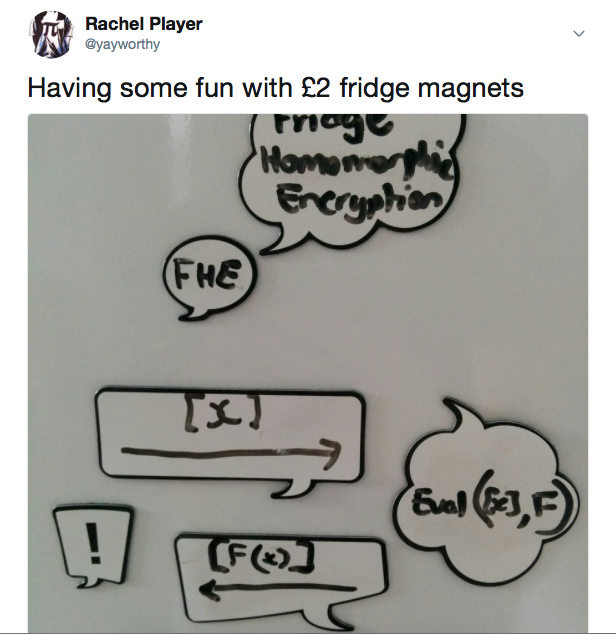 Rachel Player
@yayworthy
Having some fun with £2 fridge magnets
Fridge
Homomorphic
Encryption
FHE
[x]
Eval([x], F)
!
[F(x)]